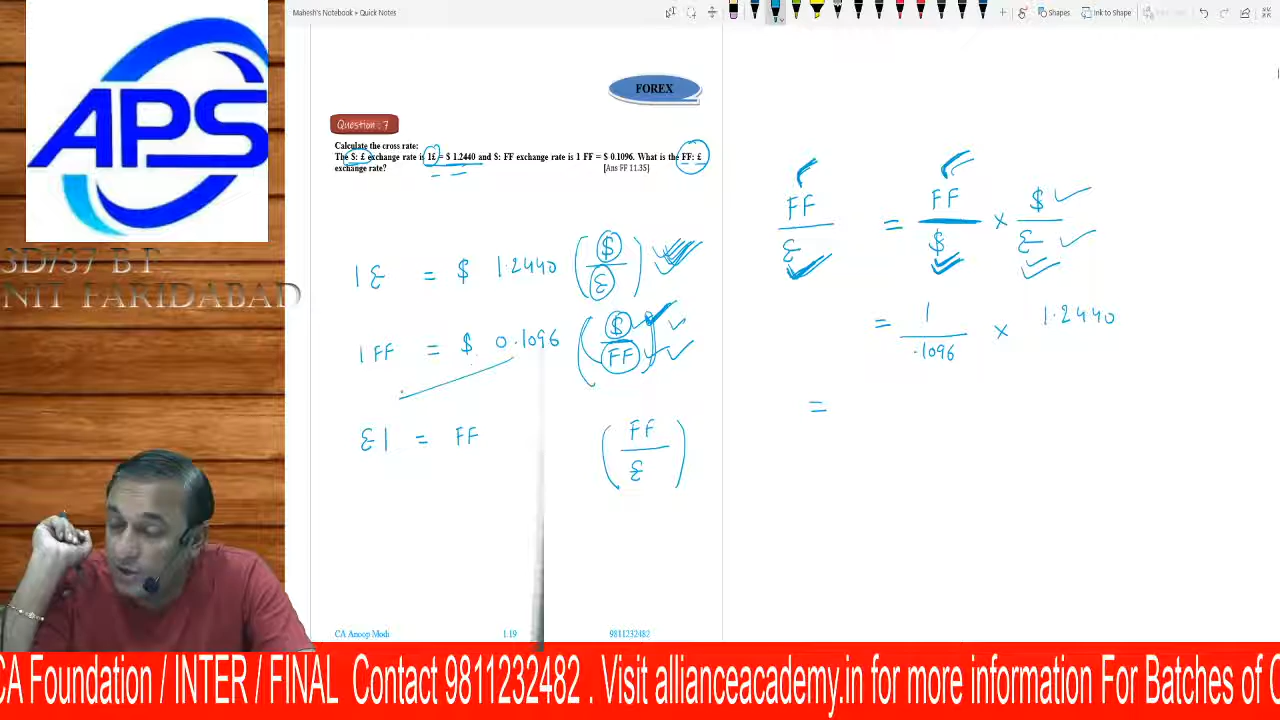 Mahesh's Notebook » Quick Notes
Shapes
Ink to Shape
APS
3D/37 B.P.
NIT FARIDABAD
FOREX
Question : 7
Calculate the cross rate:
The $: £ exchange rate is 1£ = $ 1.2440 and $: FF exchange rate is 1 FF = $ 0.1096. What is the FF: £
exchange rate? [Ans FF 11.35]
1 £ = $ 1.2440 ($/£)
1 FF = $ 0.1096 ($/FF)
£ 1 = FF (FF/£)
FF/£ = FF/$ × $/£
= 1/.1096 × 1.2440
=
CA Anoop Modi 1.19 9811232482
CA Foundation / INTER / FINAL Contact 9811232482 . Visit allianceacademy.in for more information For Batches of